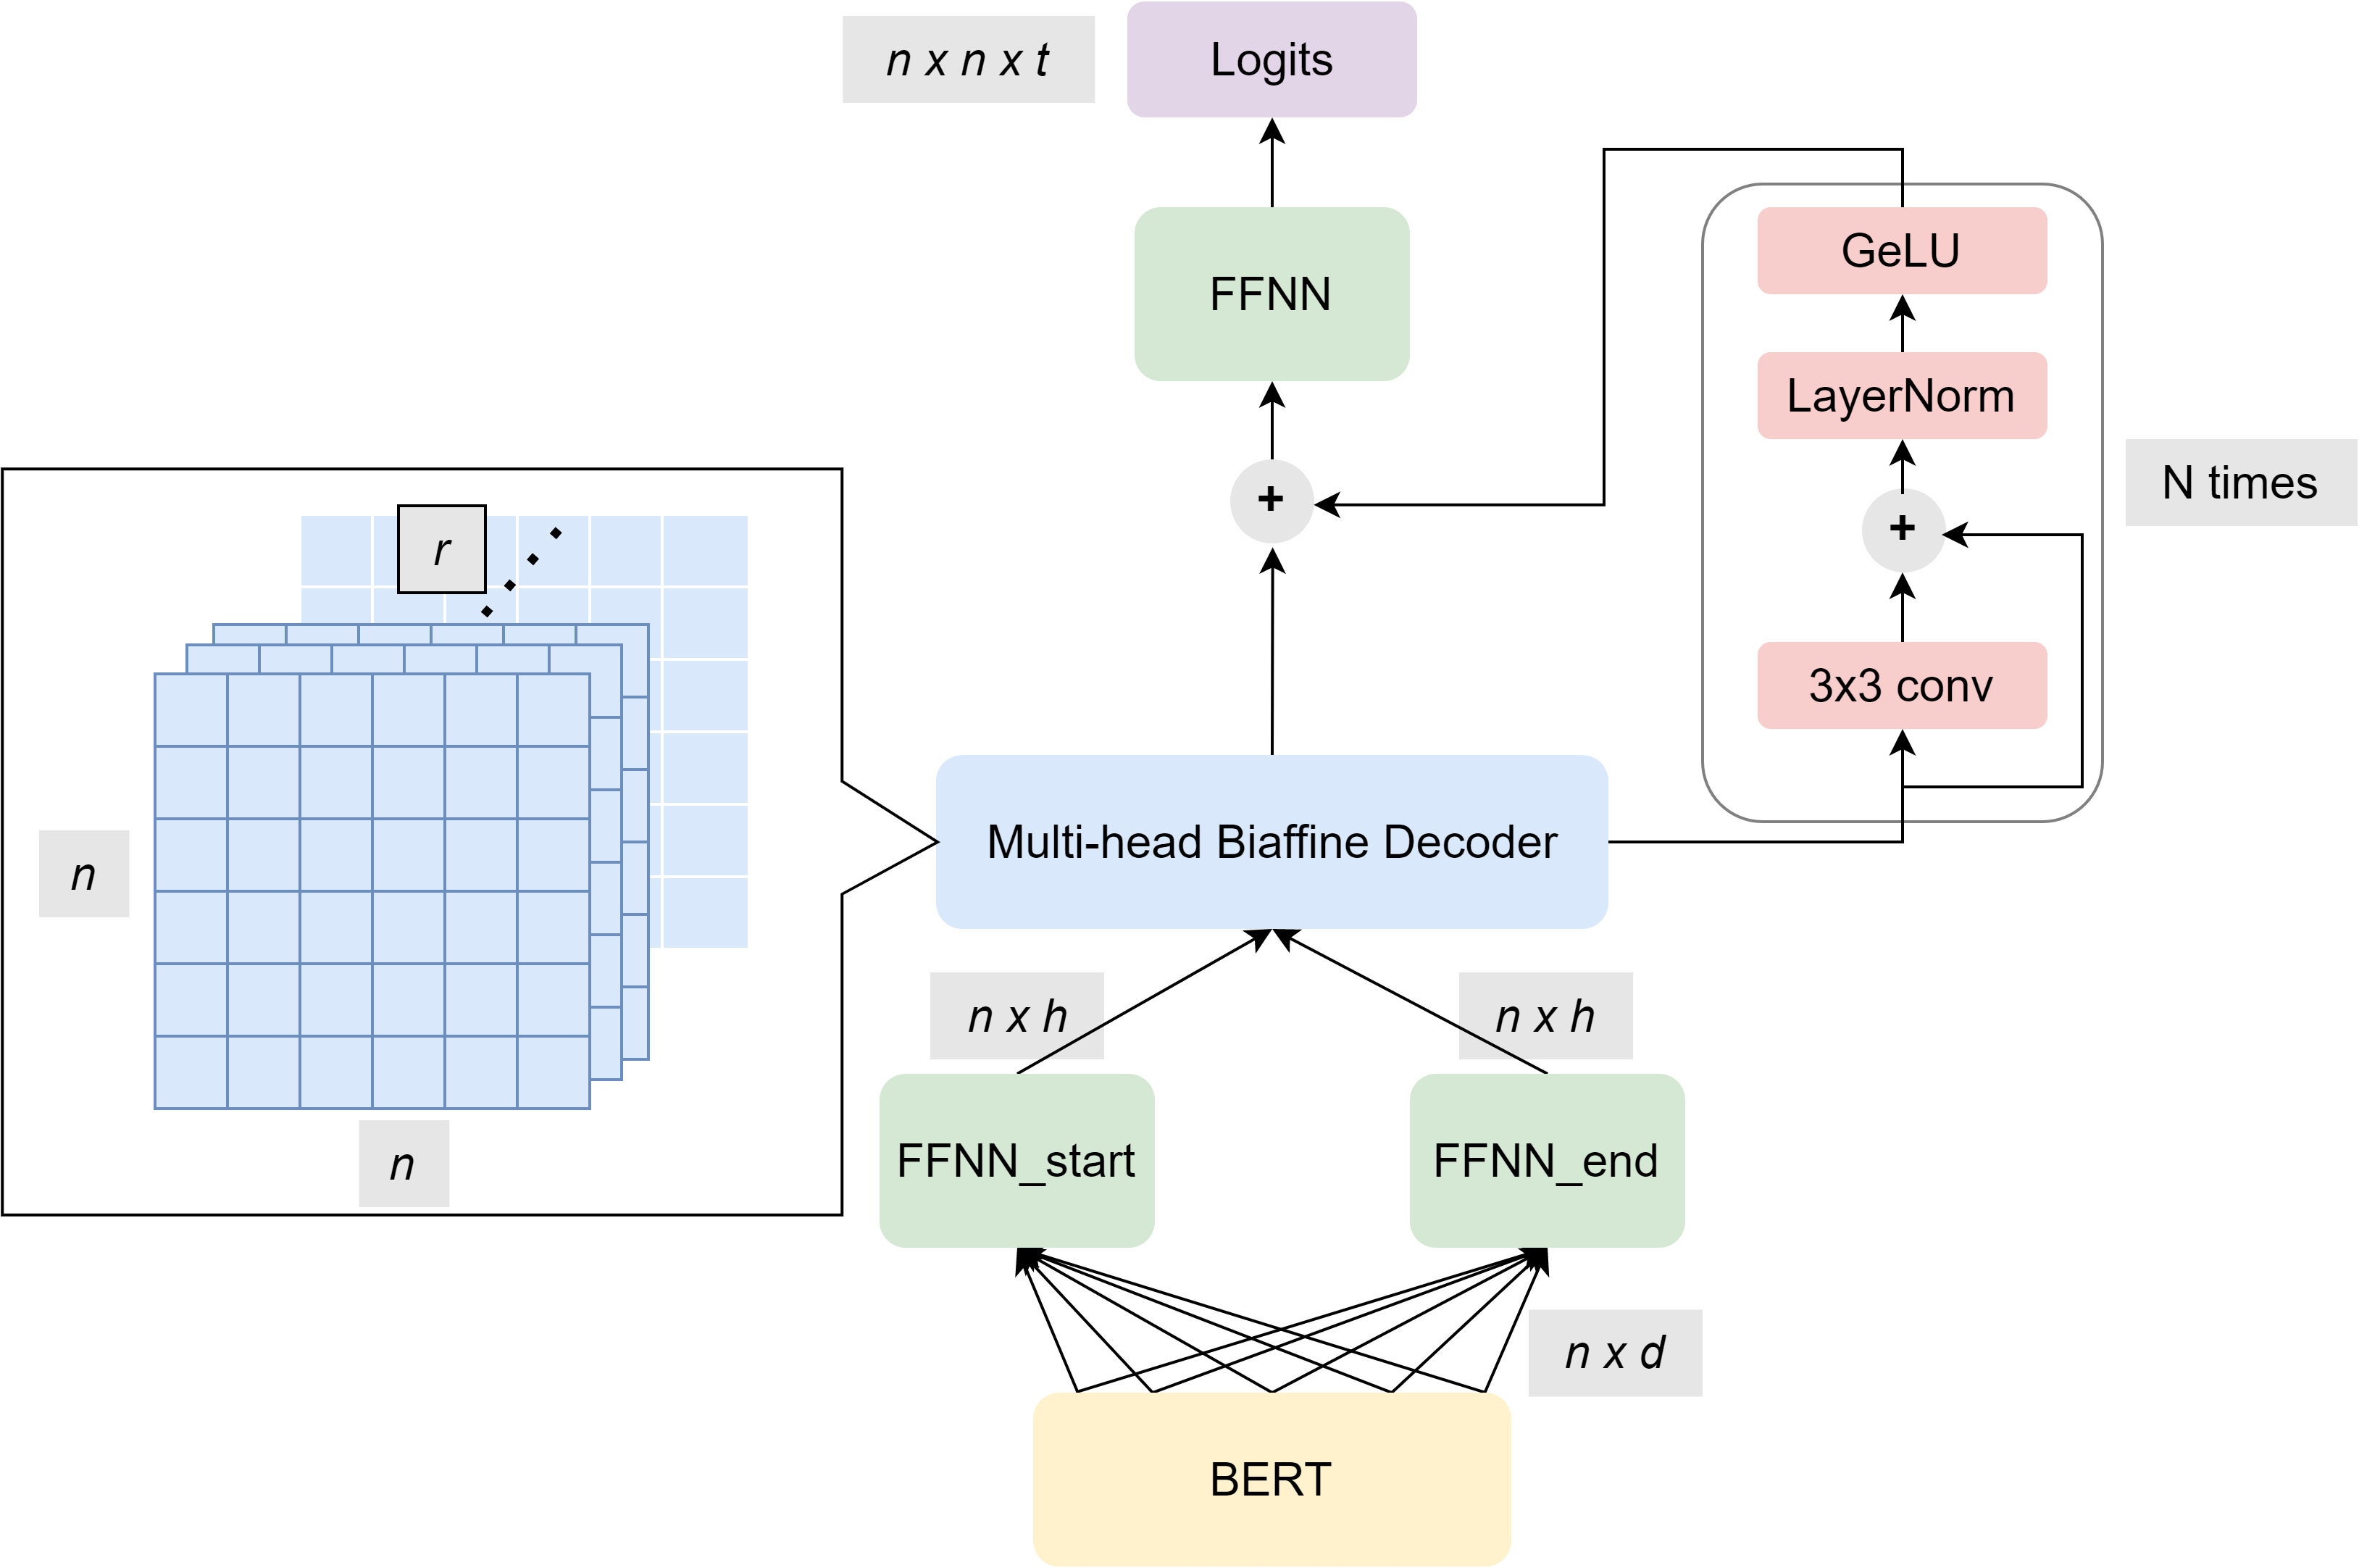 n x n x t
Logits
FFNN
GeLU
LayerNorm
N times
+
+
r
3x3 conv
Multi-head Biaffine Decoder
n
n
n x h
n x h
FFNN_start
FFNN_end
n x d
BERT